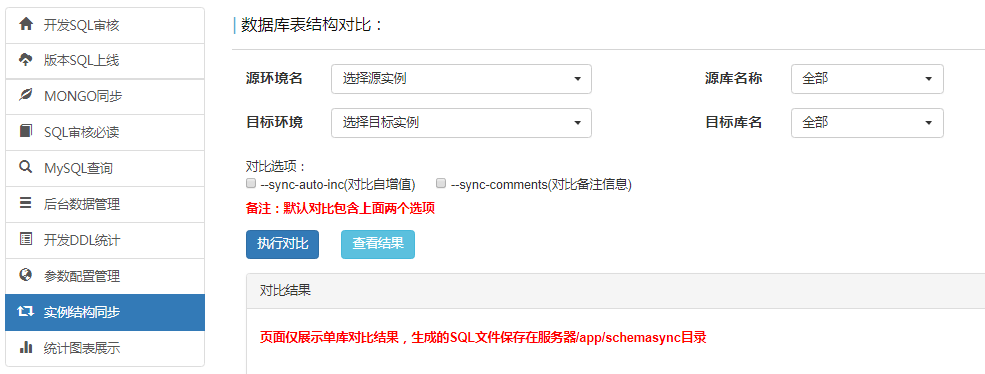 开发SQL审核
版本SQL上线
MONGO同步
SQL审核必读
MySQL查询
后台数据管理
开发DDL统计
参数配置管理
实例结构同步
统计图表展示
数据库表结构对比：
源环境名 选择源实例 源库名称 全部
目标环境 选择目标实例 目标库名 全部
对比选项：
--sync-auto-inc(对比自增值) --sync-comments(对比备注信息)
备注：默认对比包含上面两个选项
执行对比 查看结果
对比结果
页面仅展示单库对比结果，生成的SQL文件保存在服务器/app/schemasync目录